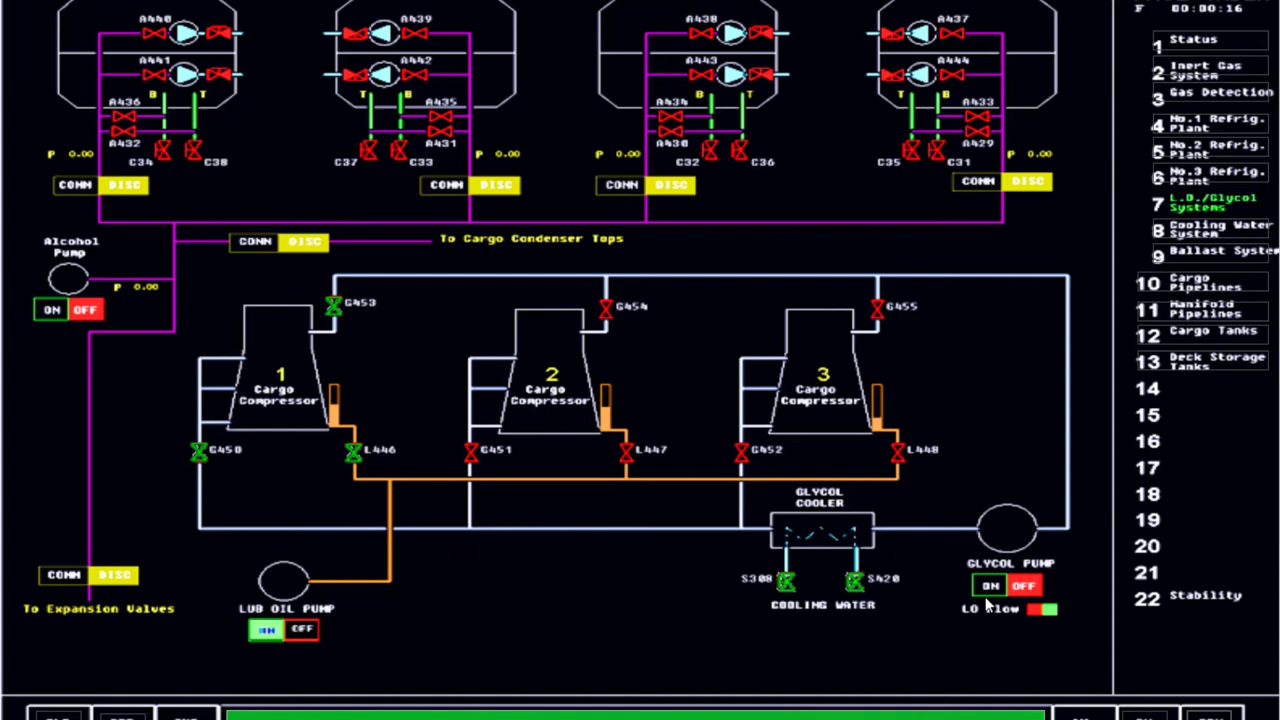 F 00:00:16
A440
A439
A438
A437
A441
A442
A443
A444
B T
T B
B T
T B
A436
A435
A434
A433
A432
A431
A430
A429
C34 C38
C37 C33
C32 C36
C35 C31
P 0.00
P 0.00
P 0.00
P 0.00
CONN DISC
CONN DISC
CONN DISC
CONN DISC
CONN DISC To Cargo Condenser Tops
Alcohol
Pump
P 0.00
ON OFF
G453
G454
G455
1
Cargo
Compressor
2
Cargo
Compressor
3
Cargo
Compressor
G450
L446
G451
L447
G452
L448
GLYCOL
COOLER
S308
S420
COOLING WATER
GLYCOL PUMP
ON OFF
LO Flow
CONN DISC
To Expansion Valves
LUB OIL PUMP
ON OFF
1 Status
2 Inert Gas
System
3 Gas Detection
4 No.1 Refrig.
Plant
5 No.2 Refrig.
Plant
6 No.3 Refrig.
Plant
7 L.O./Glycol
Systems
8 Cooling Water
System
9 Ballast System
10 Cargo
Pipelines
11 Manifold
Pipelines
12 Cargo Tanks
13 Deck Storage
Tanks
14
15
16
17
18
19
20
21
22 Stability